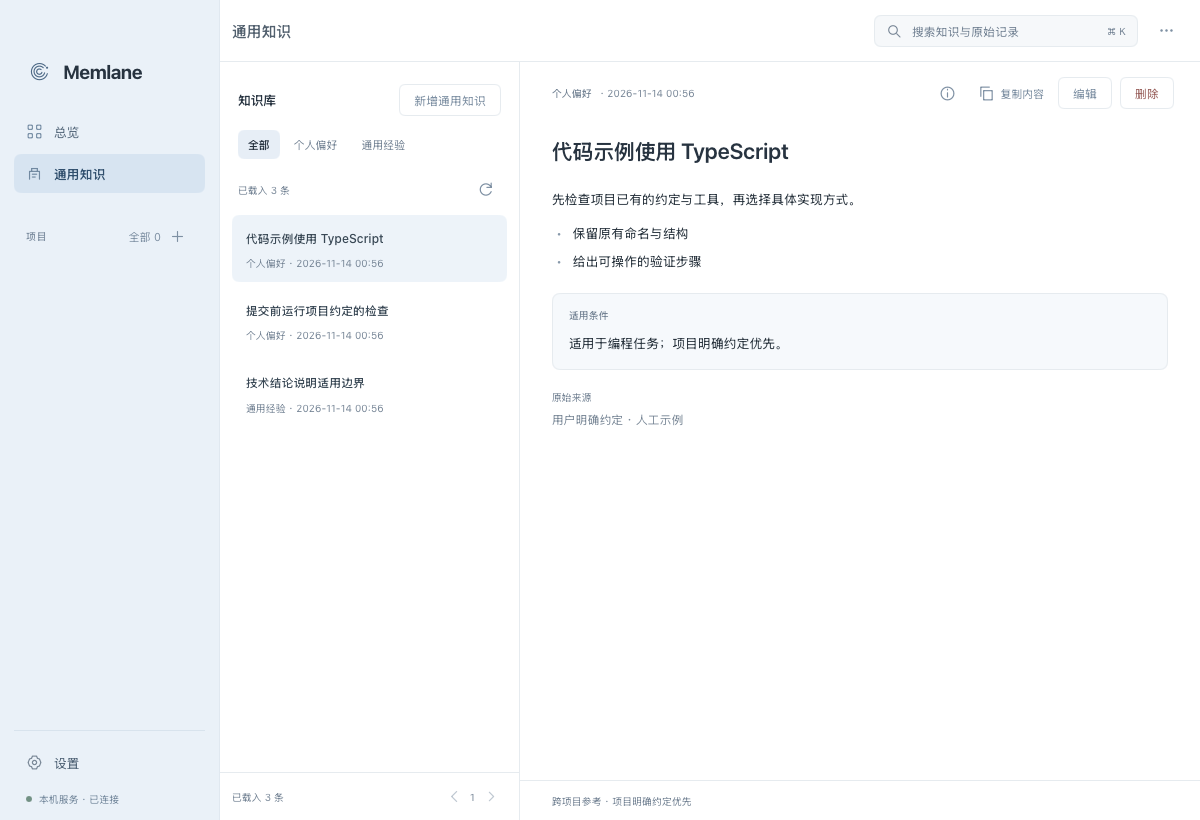 Memlane
总览
通用知识
项目 全部 0
设置
本机服务 · 已连接
通用知识
搜索知识与原始记录 ⌘ K
知识库
新增通用知识
全部 个人偏好 通用经验
已载入 3 条
代码示例使用 TypeScript
个人偏好 · 2026-11-14 00:56
提交前运行项目约定的检查
个人偏好 · 2026-11-14 00:56
技术结论说明适用边界
通用经验 · 2026-11-14 00:56
已载入 3 条
1
个人偏好 · 2026-11-14 00:56
复制内容 编辑 删除
代码示例使用 TypeScript
先检查项目已有的约定与工具，再选择具体实现方式。
· 保留原有命名与结构
· 给出可操作的验证步骤
适用条件
适用于编程任务；项目明确约定优先。
原始来源
用户明确约定 · 人工示例
跨项目参考 · 项目明确约定优先